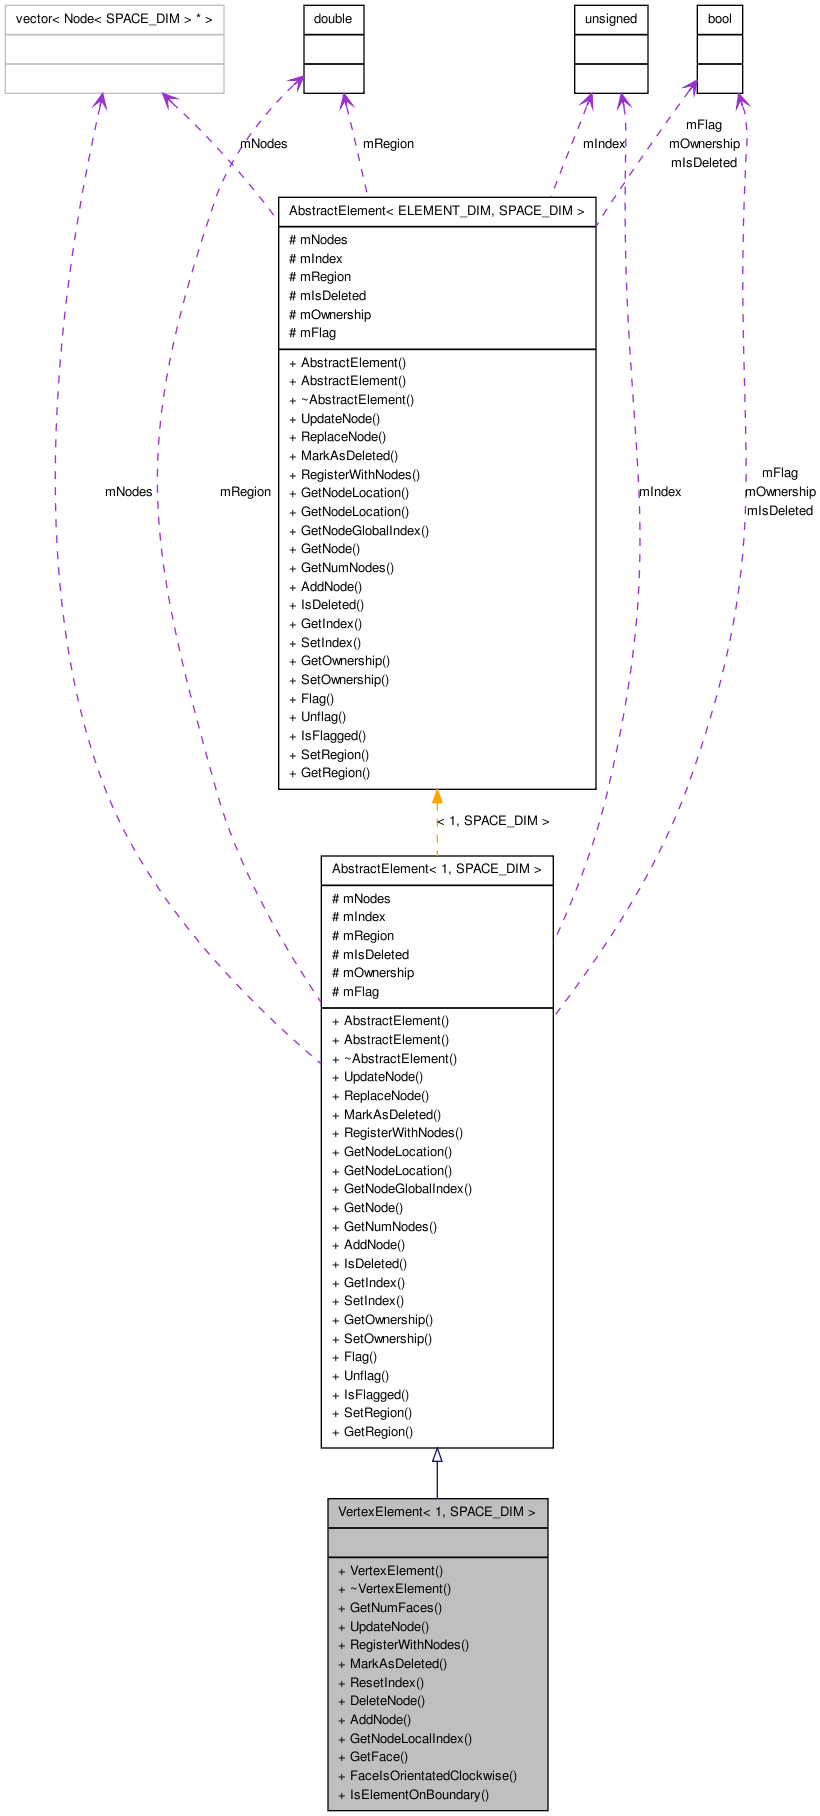 vector< Node< SPACE_DIM > * >
double
unsigned
bool
mNodes
mRegion
mIndex
mFlag
mOwnership
mIsDeleted
AbstractElement< ELEMENT_DIM, SPACE_DIM >
# mNodes
# mIndex
# mRegion
# mIsDeleted
# mOwnership
# mFlag
+ AbstractElement()
+ AbstractElement()
+ ~AbstractElement()
+ UpdateNode()
+ ReplaceNode()
+ MarkAsDeleted()
+ RegisterWithNodes()
+ GetNodeLocation()
+ GetNodeLocation()
+ GetNodeGlobalIndex()
+ GetNode()
+ GetNumNodes()
+ AddNode()
+ IsDeleted()
+ GetIndex()
+ SetIndex()
+ GetOwnership()
+ SetOwnership()
+ Flag()
+ Unflag()
+ IsFlagged()
+ SetRegion()
+ GetRegion()
mNodes
mRegion
mIndex
mFlag
mOwnership
mIsDeleted
< 1, SPACE_DIM >
AbstractElement< 1, SPACE_DIM >
# mNodes
# mIndex
# mRegion
# mIsDeleted
# mOwnership
# mFlag
+ AbstractElement()
+ AbstractElement()
+ ~AbstractElement()
+ UpdateNode()
+ ReplaceNode()
+ MarkAsDeleted()
+ RegisterWithNodes()
+ GetNodeLocation()
+ GetNodeLocation()
+ GetNodeGlobalIndex()
+ GetNode()
+ GetNumNodes()
+ AddNode()
+ IsDeleted()
+ GetIndex()
+ SetIndex()
+ GetOwnership()
+ SetOwnership()
+ Flag()
+ Unflag()
+ IsFlagged()
+ SetRegion()
+ GetRegion()
VertexElement< 1, SPACE_DIM >
+ VertexElement()
+ ~VertexElement()
+ GetNumFaces()
+ UpdateNode()
+ RegisterWithNodes()
+ MarkAsDeleted()
+ ResetIndex()
+ DeleteNode()
+ AddNode()
+ GetNodeLocalIndex()
+ GetFace()
+ FaceIsOrientatedClockwise()
+ IsElementOnBoundary()